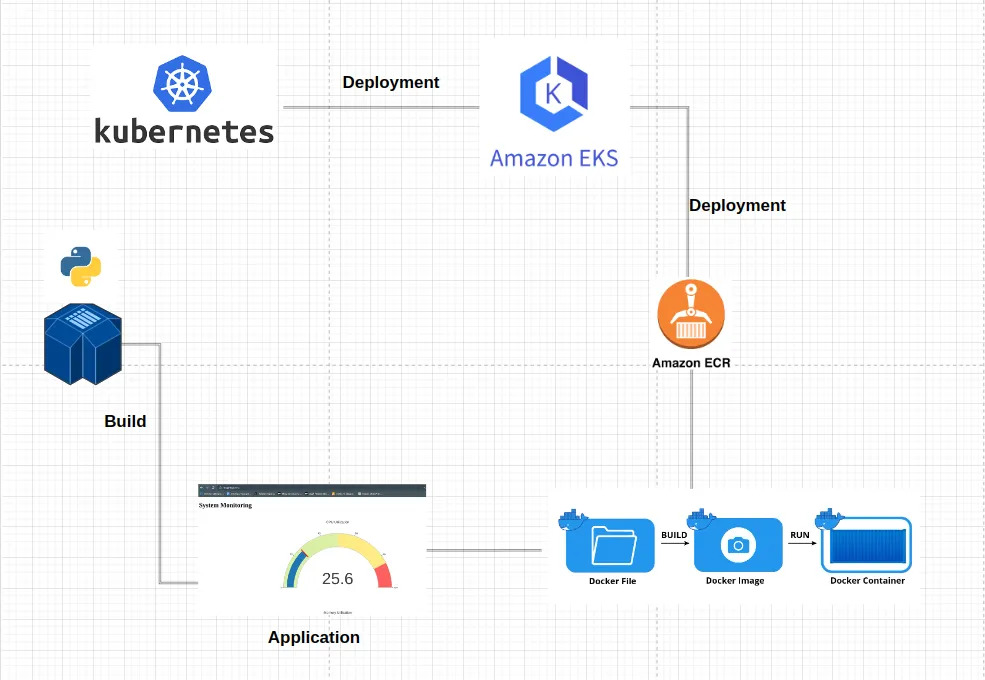 Deployment
kubernetes
K
Amazon EKS
Deployment
Amazon ECR
Build
System Monitoring
25.6
Application
BUILD
RUN
Docker File
Docker Image
Docker Container